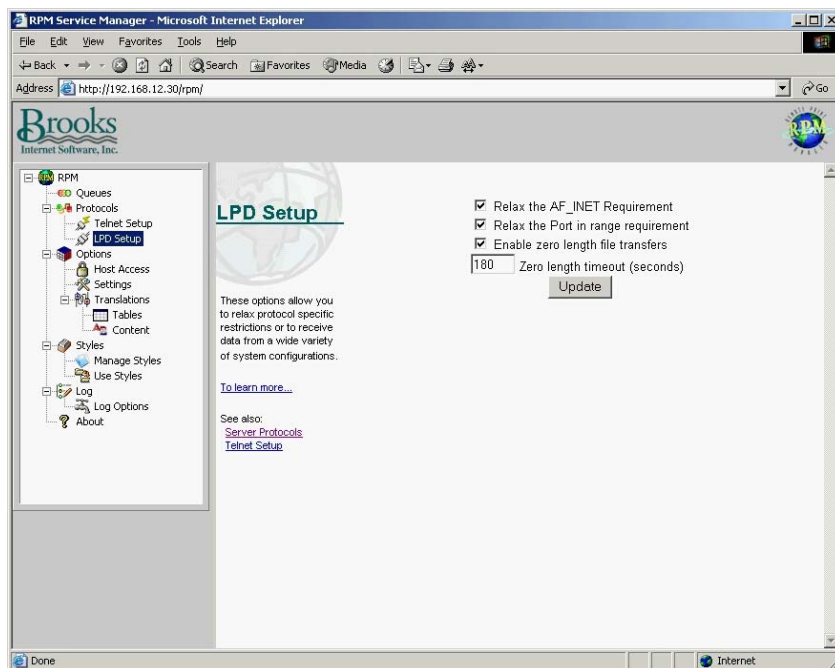 RPM Service Manager - Microsoft Internet Explorer
File Edit View Favorites Tools Help
Back Search Favorites Media
Address http://192.168.12.30/rpm/ Go
Brooks
Internet Software, Inc.
RPM
RPM
Queues
Protocols
Telnet Setup
LPD Setup
Options
Host Access
Settings
Translations
Tables
Content
Styles
Manage Styles
Use Styles
Log
Log Options
About
LPD Setup
These options allow you
to relax protocol specific
restrictions or to receive
data from a wide variety
of system configurations.
To learn more...
See also:
Server Protocols
Telnet Setup
Relax the AF_INET Requirement
Relax the Port in range requirement
Enable zero length file transfers
180 Zero length timeout (seconds)
Update
Done
Internet